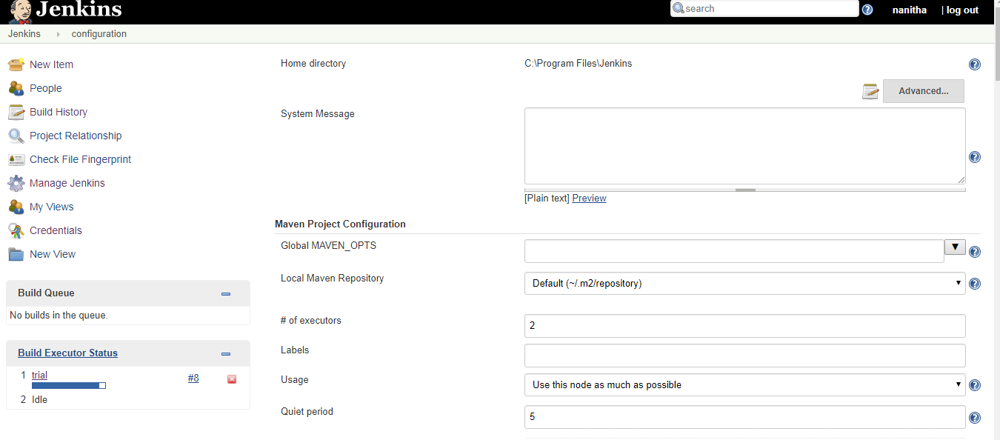 Jenkins
search
nanitha
| log out
Jenkins
configuration
New Item
People
Build History
Project Relationship
Check File Fingerprint
Manage Jenkins
My Views
Credentials
New View
Build Queue
No builds in the queue.
Build Executor Status
1 trial #8
2 Idle
Home directory
C:\Program Files\Jenkins
Advanced...
System Message
[Plain text] Preview
Maven Project Configuration
Global MAVEN_OPTS
Local Maven Repository
Default (~/.m2/repository)
# of executors
2
Labels
Usage
Use this node as much as possible
Quiet period
5